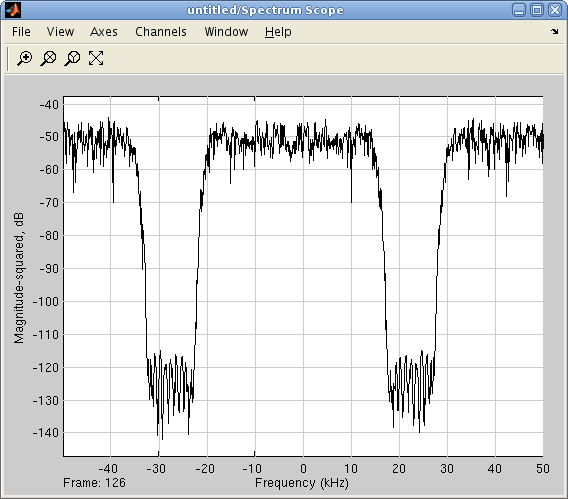 untitled/Spectrum Scope
File View Axes Channels Window Help
-40
-50
-60
-70
-80
-90
-100
-110
-120
-130
-140
Magnitude-squared, dB
-40 -30 -20 -10 0 10 20 30 40 50
Frame: 126 Frequency (kHz)